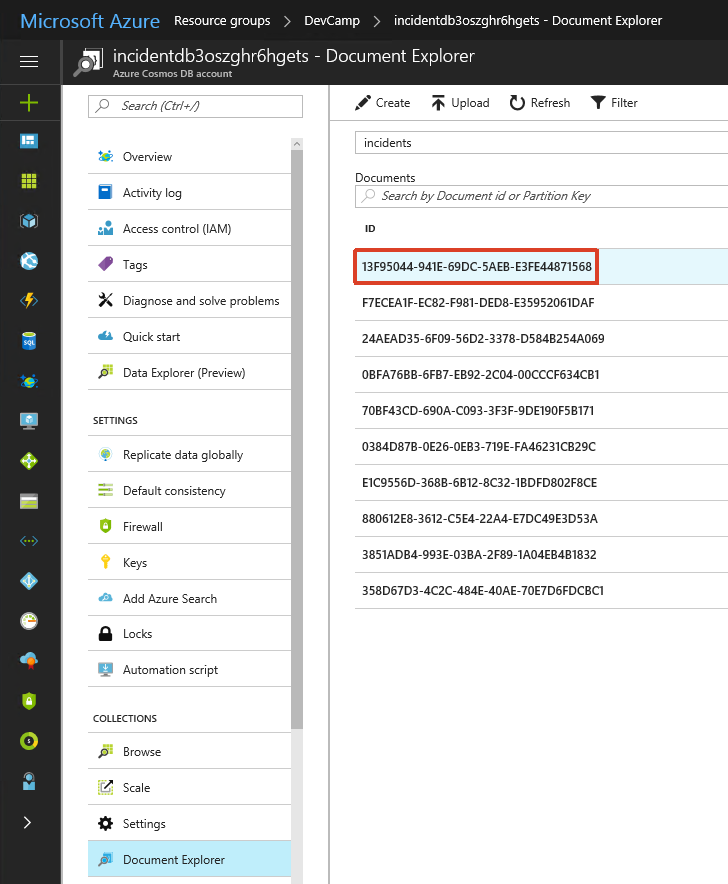 Microsoft Azure Resource groups > DevCamp > incidentdb3oszghr6hgets - Document Explorer
incidentdb3oszghr6hgets - Document Explorer
Azure Cosmos DB account
Search (Ctrl+/)
Overview
Activity log
Access control (IAM)
Tags
Diagnose and solve problems
Quick start
Data Explorer (Preview)
SETTINGS
Replicate data globally
Default consistency
Firewall
Keys
Add Azure Search
Locks
Automation script
COLLECTIONS
Browse
Scale
Settings
Document Explorer
Create Upload Refresh Filter
incidents
Documents
Search by Document id or Partition Key
ID
13F95044-941E-69DC-5AEB-E3FE44871568
F7ECEA1F-EC82-F981-DED8-E35952061DAF
24AEAD35-6F09-56D2-3378-D584B254A069
0BFA76BB-6FB7-EB92-2C04-00CCCF634CB1
70BF43CD-690A-C093-3F3F-9DE190F5B171
0384D87B-0E26-0EB3-719E-FA46231CB29C
E1C9556D-368B-6B12-8C32-1BDFD802F8CE
880612E8-3612-C5E4-22A4-E7DC49E3D53A
3851ADB4-993E-03BA-2F89-1A04EB4B1832
358D67D3-4C2C-484E-40AE-70E7D6FDCBC1